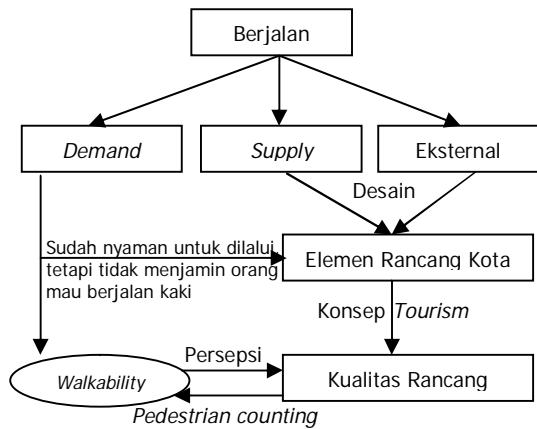 Berjalan
Demand
Supply
Eksternal
Desain
Sudah nyaman untuk dilalui,
tetapi tidak menjamin orang
mau berjalan kaki
Elemen Rancang Kota
Konsep Tourism
Persepsi
Walkability
Kualitas Rancang
Pedestrian counting